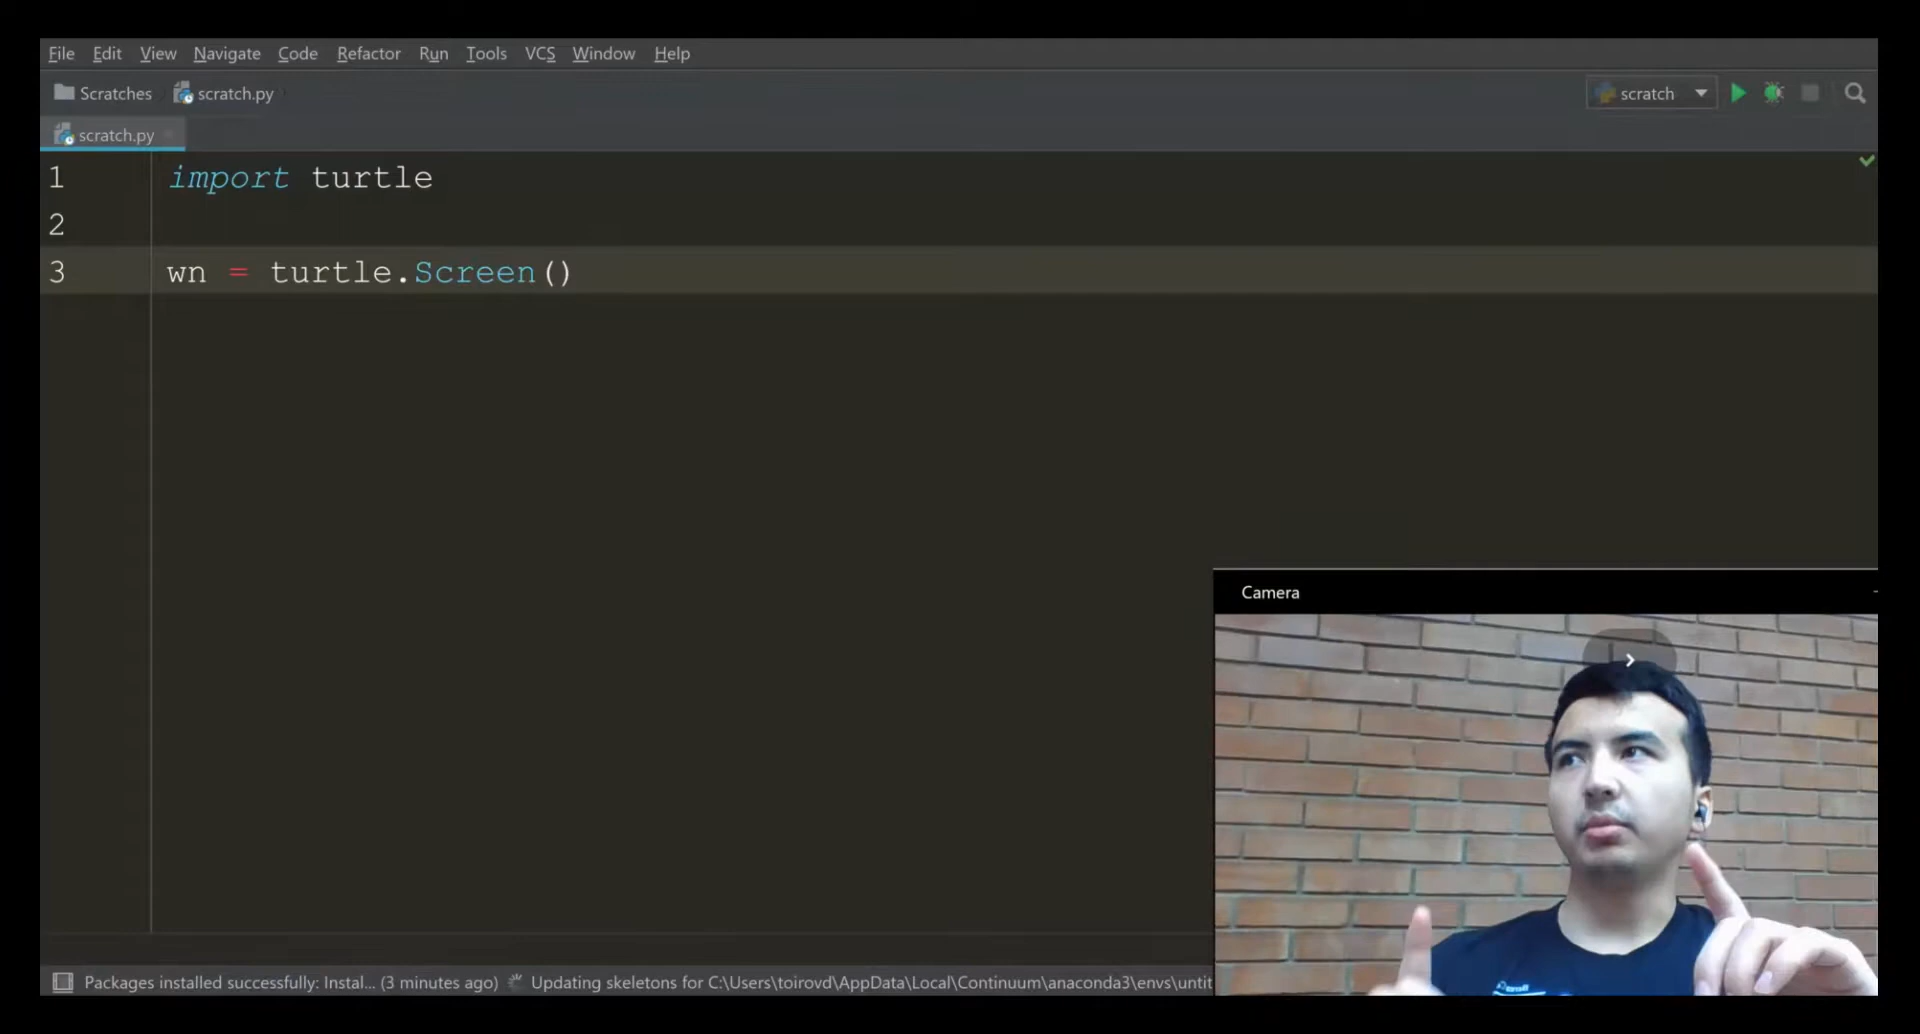 File Edit View Navigate Code Refactor Run Tools VCS Window Help
Scratches scratch.py scratch
scratch.py
1 import turtle
2
3 wn = turtle.Screen()
Camera
Packages installed successfully: Instal... (3 minutes ago) Updating skeletons for C:\Users\toirovd\AppData\Local\Continuum\anaconda3\envs\untit